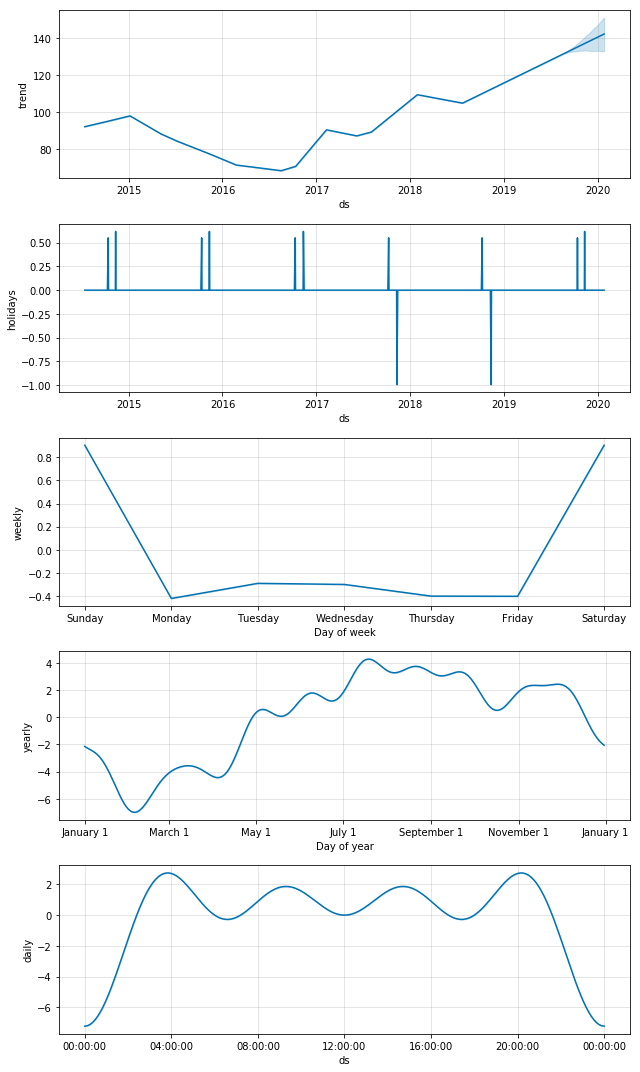 140
120
100
80
trend
2015 2016 2017 2018 2019 2020
ds
0.50
0.25
0.00
−0.25
−0.50
−0.75
−1.00
holidays
2015 2016 2017 2018 2019 2020
ds
0.8
0.6
0.4
0.2
0.0
−0.2
−0.4
weekly
Sunday Monday Tuesday Wednesday Thursday Friday Saturday
Day of week
4
2
0
−2
−4
−6
yearly
January 1 March 1 May 1 July 1 September 1 November 1 January 1
Day of year
2
0
−2
−4
−6
daily
00:00:00 04:00:00 08:00:00 12:00:00 16:00:00 20:00:00 00:00:00
ds